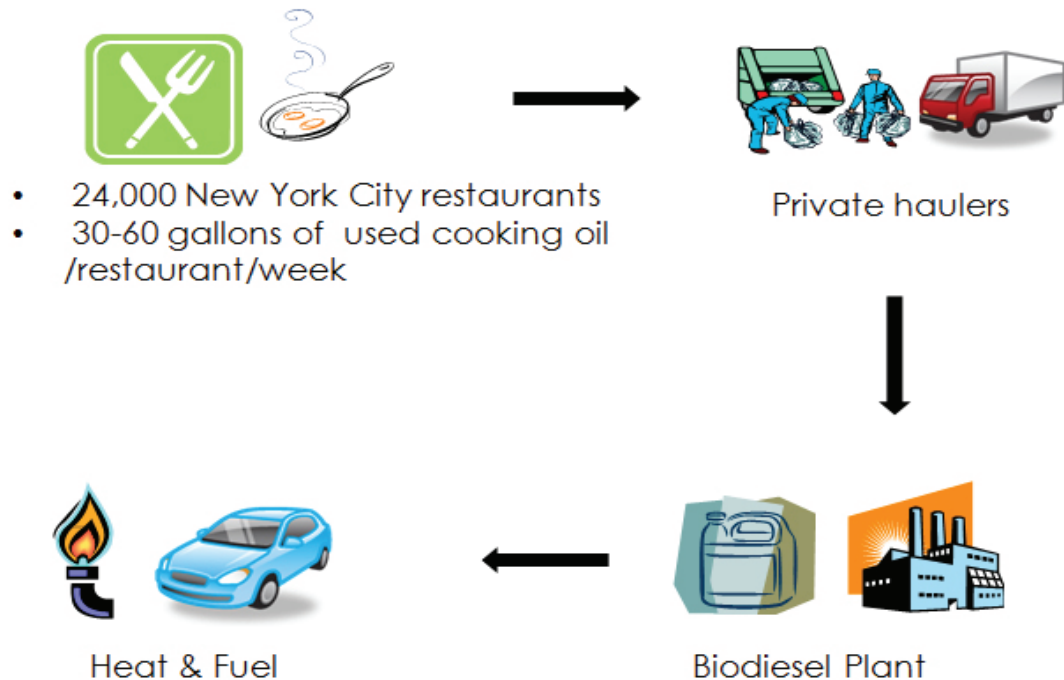 • 24,000 New York City restaurants
• 30-60 gallons of used cooking oil
/restaurant/week
Private haulers
Heat & Fuel
Biodiesel Plant